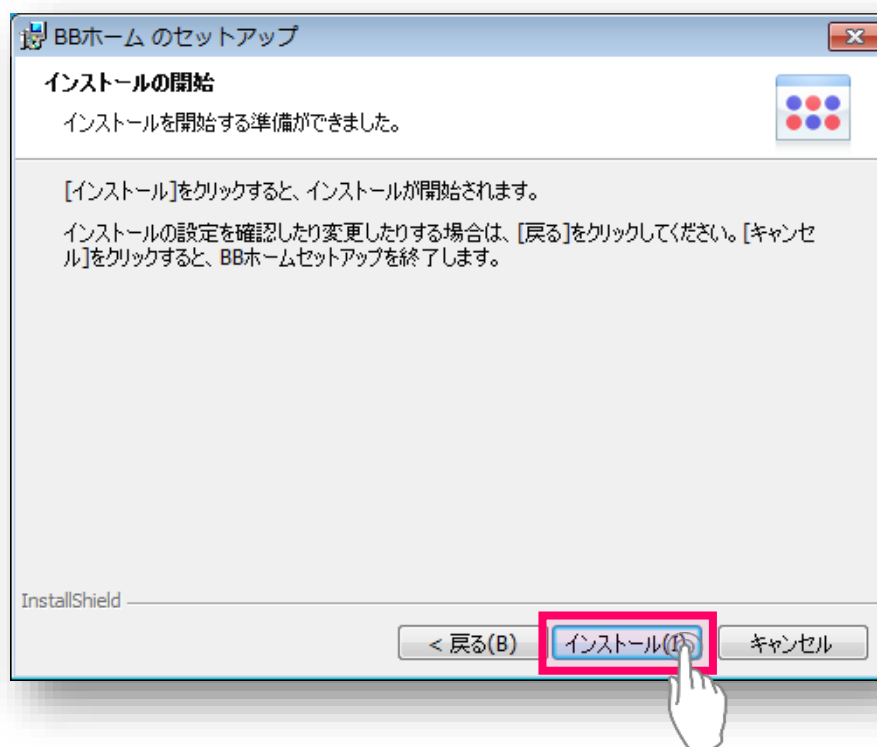 BBホーム のセットアップ
インストールの開始
インストールを開始する準備ができました。
[インストール]をクリックすると、インストールが開始されます。
インストールの設定を確認したり変更したりする場合は、[戻る]をクリックしてください。[キャンセ
ル]をクリックすると、BBホームセットアップを終了します。
InstallShield
< 戻る(B)
インストール(I)
キャンセル